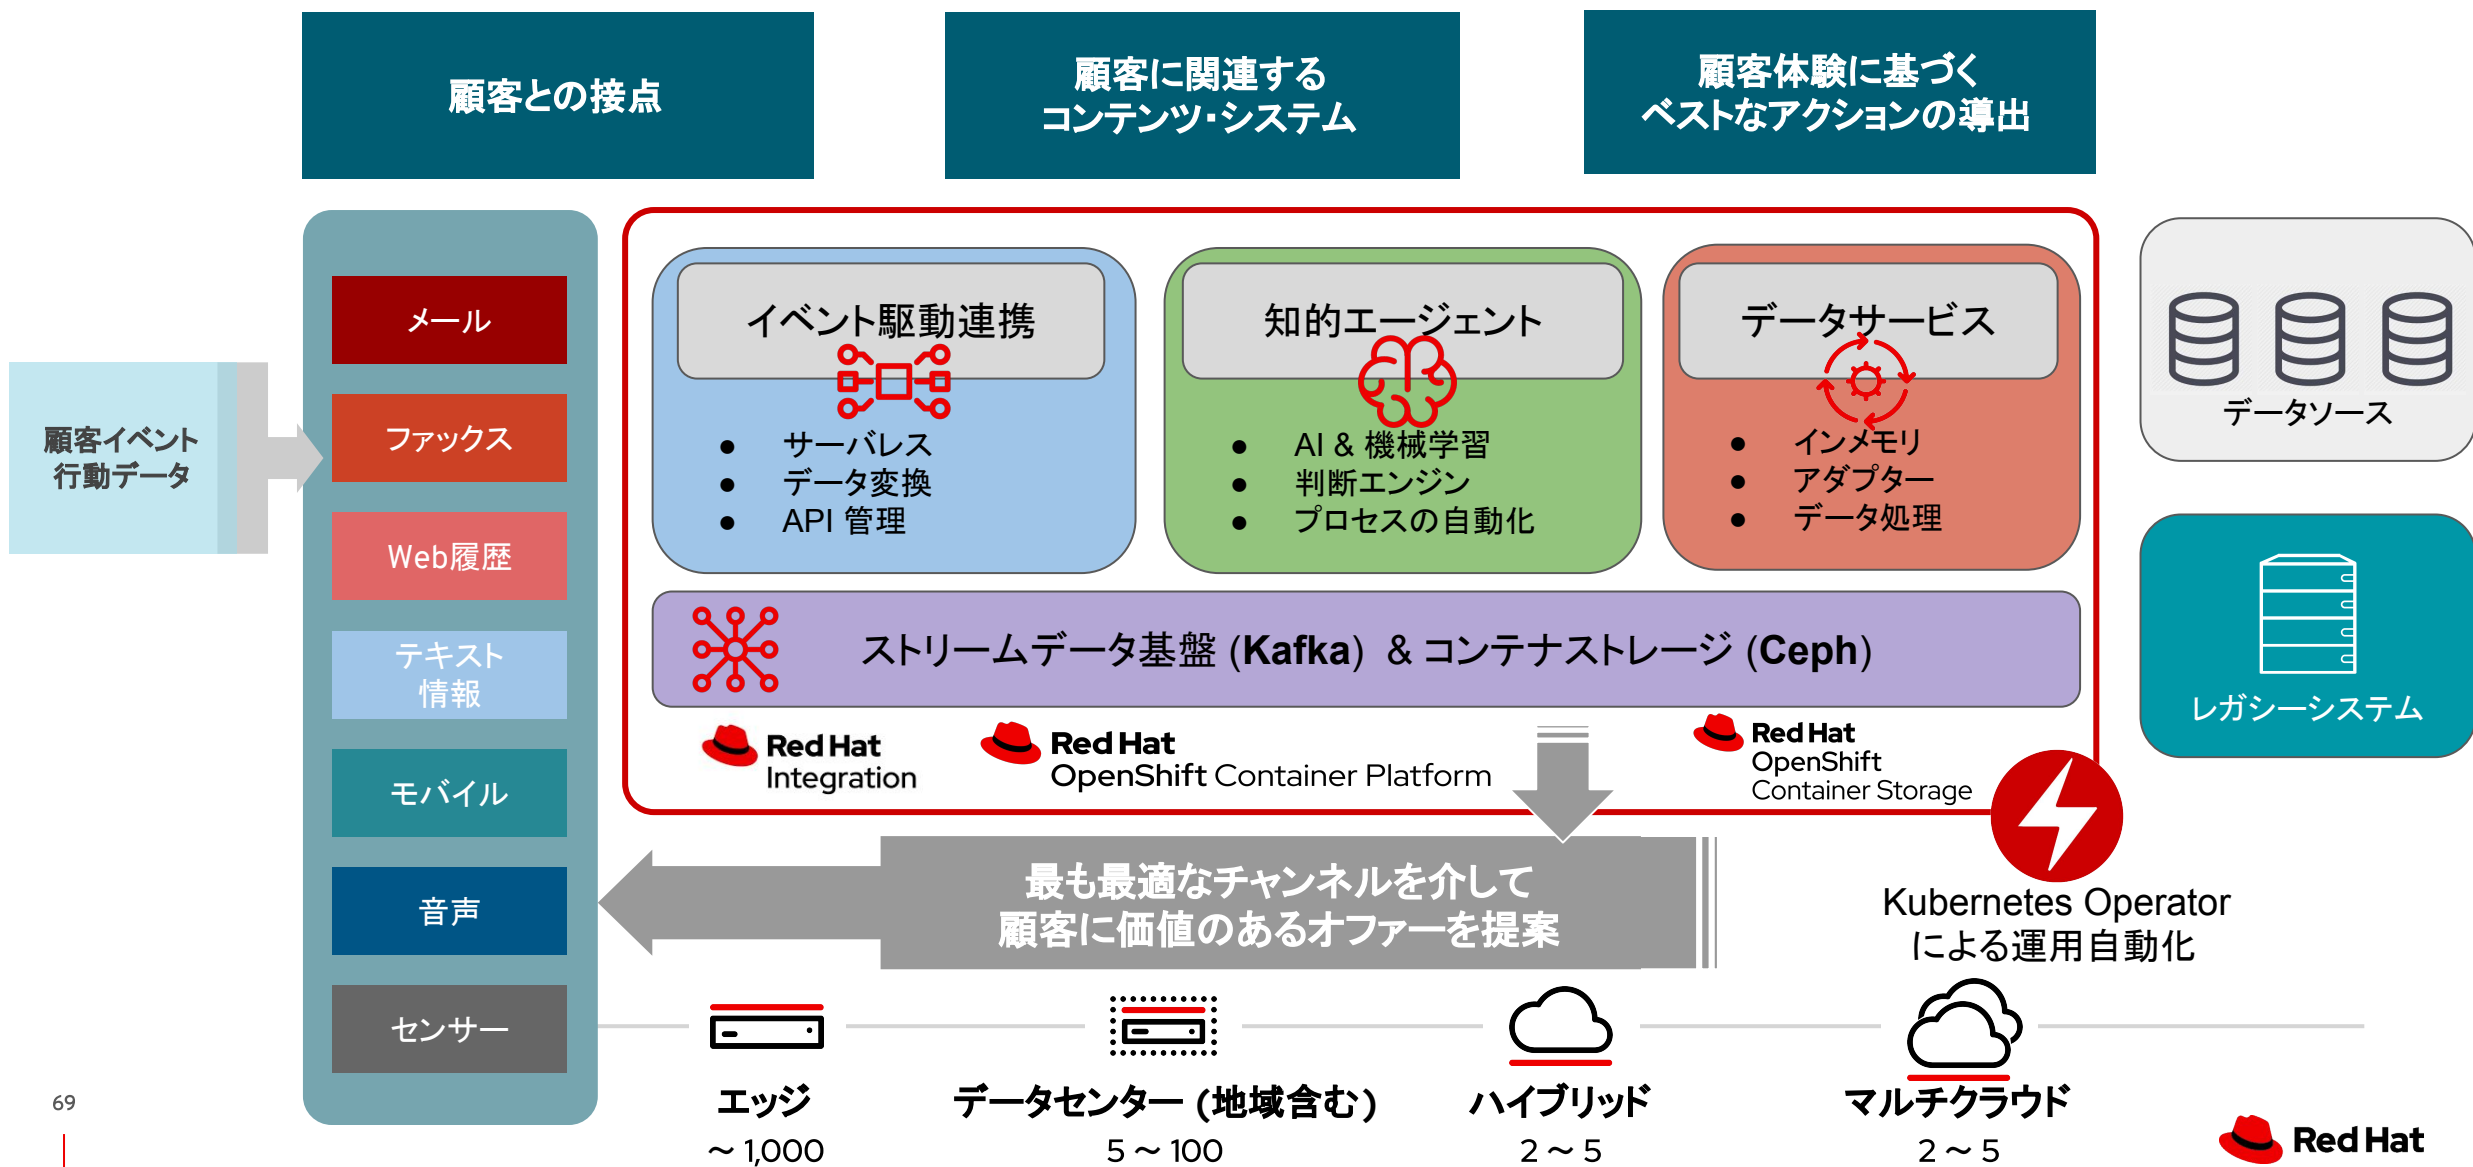 顧客との接点
顧客に関連する
コンテンツ・システム
顧客体験に基づく
ベストなアクションの導出
顧客イベント
行動データ
メール
ファックス
Web履歴
テキスト
情報
モバイル
音声
センサー
イベント駆動連携
● サーバレス
● データ変換
● API 管理
知的エージェント
● AI & 機械学習
● 判断エンジン
● プロセスの自動化
データサービス
● インメモリ
● アダプター
● データ処理
ストリームデータ基盤 (Kafka) & コンテナストレージ (Ceph)
Red Hat
Integration
Red Hat
OpenShift Container Platform
Red Hat
OpenShift
Container Storage
データソース
レガシーシステム
最も最適なチャンネルを介して
顧客に価値のあるオファーを提案
Kubernetes Operator
による運用自動化
エッジ
～ 1,000
データセンター (地域含む)
5 ～ 100
ハイブリッド
2 ～ 5
マルチクラウド
2 ～ 5
69
Red Hat